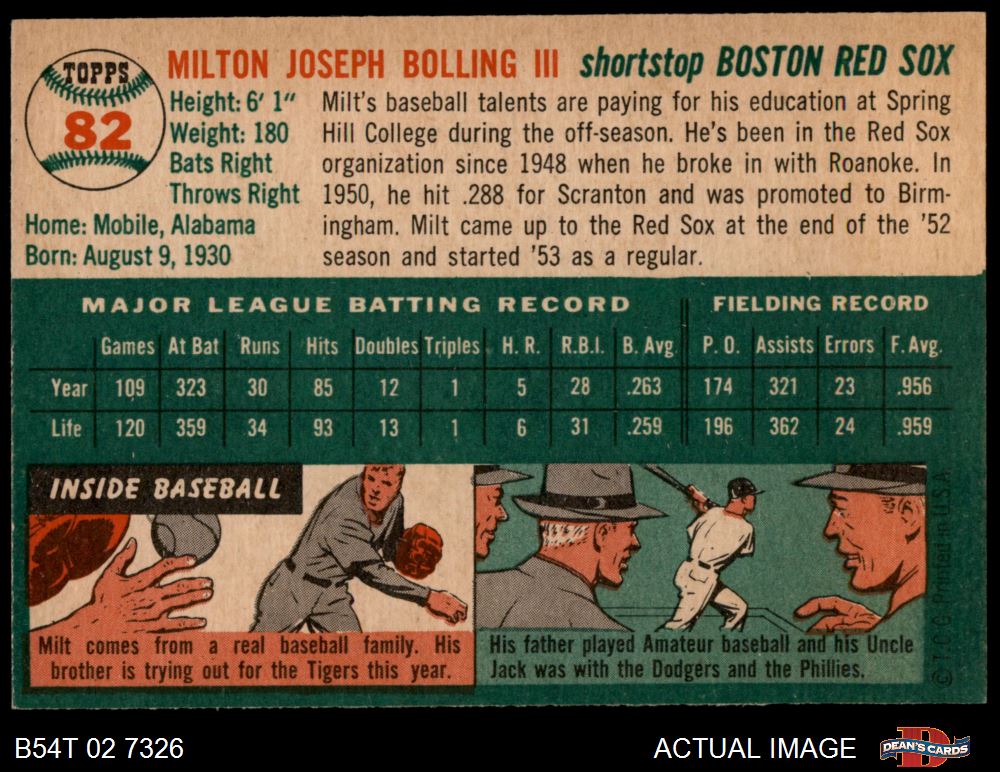 TOPPS
82
MILTON JOSEPH BOLLING III shortstop BOSTON RED SOX
Height: 6' 1"
Weight: 180
Bats Right
Throws Right
Home: Mobile, Alabama
Born: August 9, 1930
Milt's baseball talents are paying for his education at Spring
Hill College during the off-season. He's been in the Red Sox
organization since 1948 when he broke in with Roanoke. In
1950, he hit .288 for Scranton and was promoted to Birm-
ingham. Milt came up to the Red Sox at the end of the '52
season and started '53 as a regular.
MAJOR LEAGUE BATTING RECORD FIELDING RECORD
Games At Bat Runs Hits Doubles Triples H. R. R.B.I. B. Avg. P. O. Assists Errors F. Avg.
Year 109 323 30 85 12 1 5 28 .263 174 321 23 .956
Life 120 359 34 93 13 1 6 31 .259 196 362 24 .959
INSIDE BASEBALL
Milt comes from a real baseball family. His
brother is trying out for the Tigers this year.
His father played Amateur baseball and his Uncle
Jack was with the Dodgers and the Phillies.
© T.C.G. Printed in U.S.A.
B54T 02 7326
ACTUAL IMAGE
DEAN'S CARDS